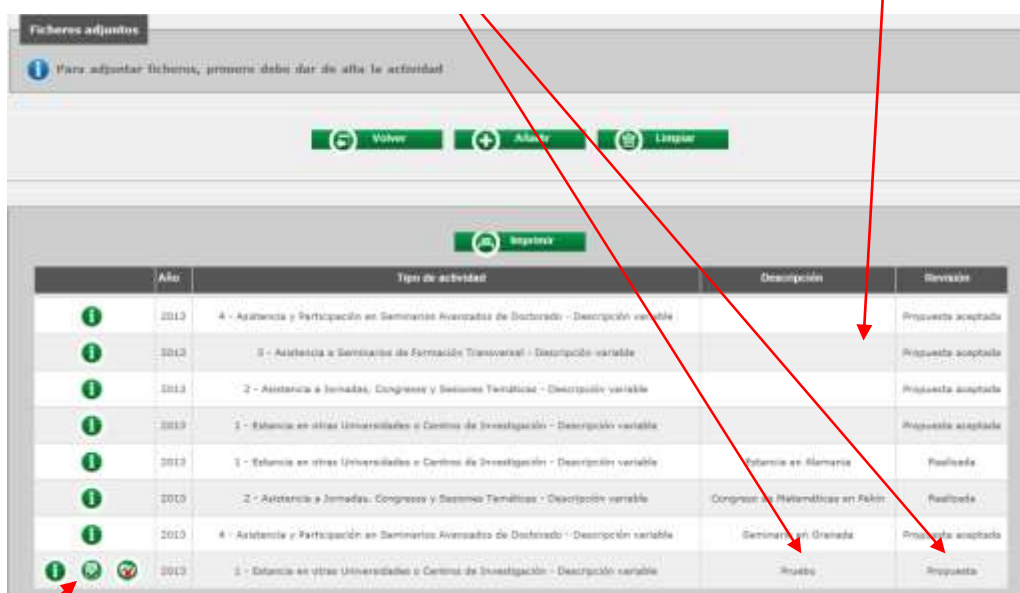 Ficheros adjuntos
Para adjuntar ficheros, primero debe dar de alta la actividad
Volver Añadir Limpiar
Imprimir
Año Tipo de actividad Descripción Revisión
2013 4 - Asistencia y Participación en Seminarios Avanzados de Doctorado - Descripción variable Propuesta aceptada
2013 3 - Asistencia a Seminarios de Formación Transversal - Descripción variable Propuesta aceptada
2013 2 - Asistencia a Jornadas, Congresos y Sesiones Temáticas - Descripción variable Propuesta aceptada
2013 1 - Estancia en otras Universidades o Centros de Investigación - Descripción variable Propuesta aceptada
2013 1 - Estancia en otras Universidades o Centros de Investigación - Descripción variable Estancia en Alemania Realizada
2013 2 - Asistencia a Jornadas, Congresos y Sesiones Temáticas - Descripción variable Congreso de Matemáticas en Pekín Realizada
2013 4 - Asistencia y Participación en Seminarios Avanzados de Doctorado - Descripción variable Seminario en Granada Propuesta aceptada
2013 1 - Estancia en otras Universidades o Centros de Investigación - Descripción variable Prueba Propuesta